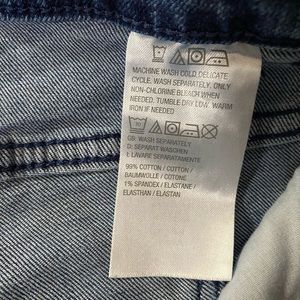 MACHINE WASH COLD, DELICATE
CYCLE. WASH SEPARATELY. ONLY
NON-CHLORINE BLEACH WHEN
NEEDED. TUMBLE DRY LOW. WARM
IRON IF NEEDED
GB: WASH SEPARATELY
D: SEPARAT WASCHEN
I: LAVARE SEPARATAMENTE
99% COTTON / COTTON /
BAUMWOLLE / COTONE
1% SPANDEX / ELASTANE /
ELASTHAN / ELASTAN